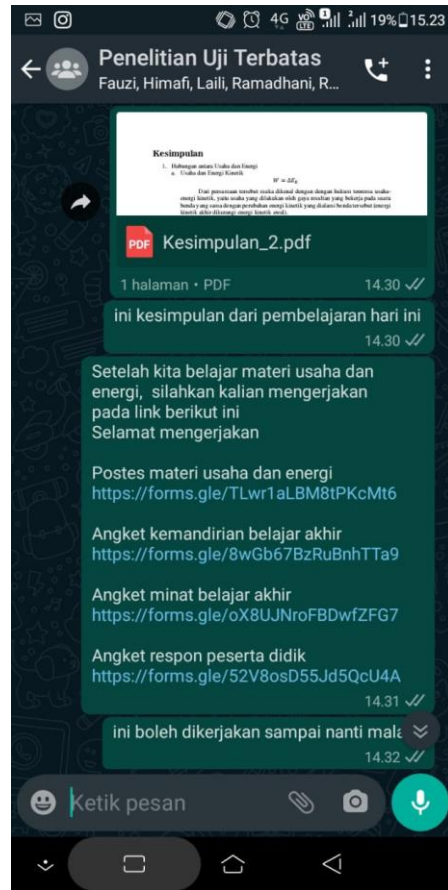 4G VoD LTE 1 2 19% 15.23
Penelitian Uji Terbatas
Fauzi, Himafi, Laili, Ramadhani, R...
Kesimpulan
1. Hubungan antara Usaha dan Energi
a. Usaha dan Energi Kinetik
PDF
Kesimpulan_2.pdf
1 halaman • PDF
14.30
ini kesimpulan dari pembelajaran hari ini
14.30
Setelah kita belajar materi usaha dan
energi, silahkan kalian mengerjakan
pada link berikut ini
Selamat mengerjakan
Postes materi usaha dan energi
https://forms.gle/TLwr1aLBM8tPKcMt6
Angket kemandirian belajar akhir
https://forms.gle/8wGb67BzRuBnhTTa9
Angket minat belajar akhir
https://forms.gle/oX8UJNroFBDwfZFG7
Angket respon peserta didik
https://forms.gle/52V8osD55Jd5QcU4A
14.31
ini boleh dikerjakan sampai nanti mala
14.32
Ketik pesan